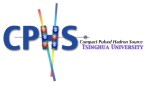 CPHS
Compact Pulsed Hadron Source
TSINGHUA UNIVERSITY